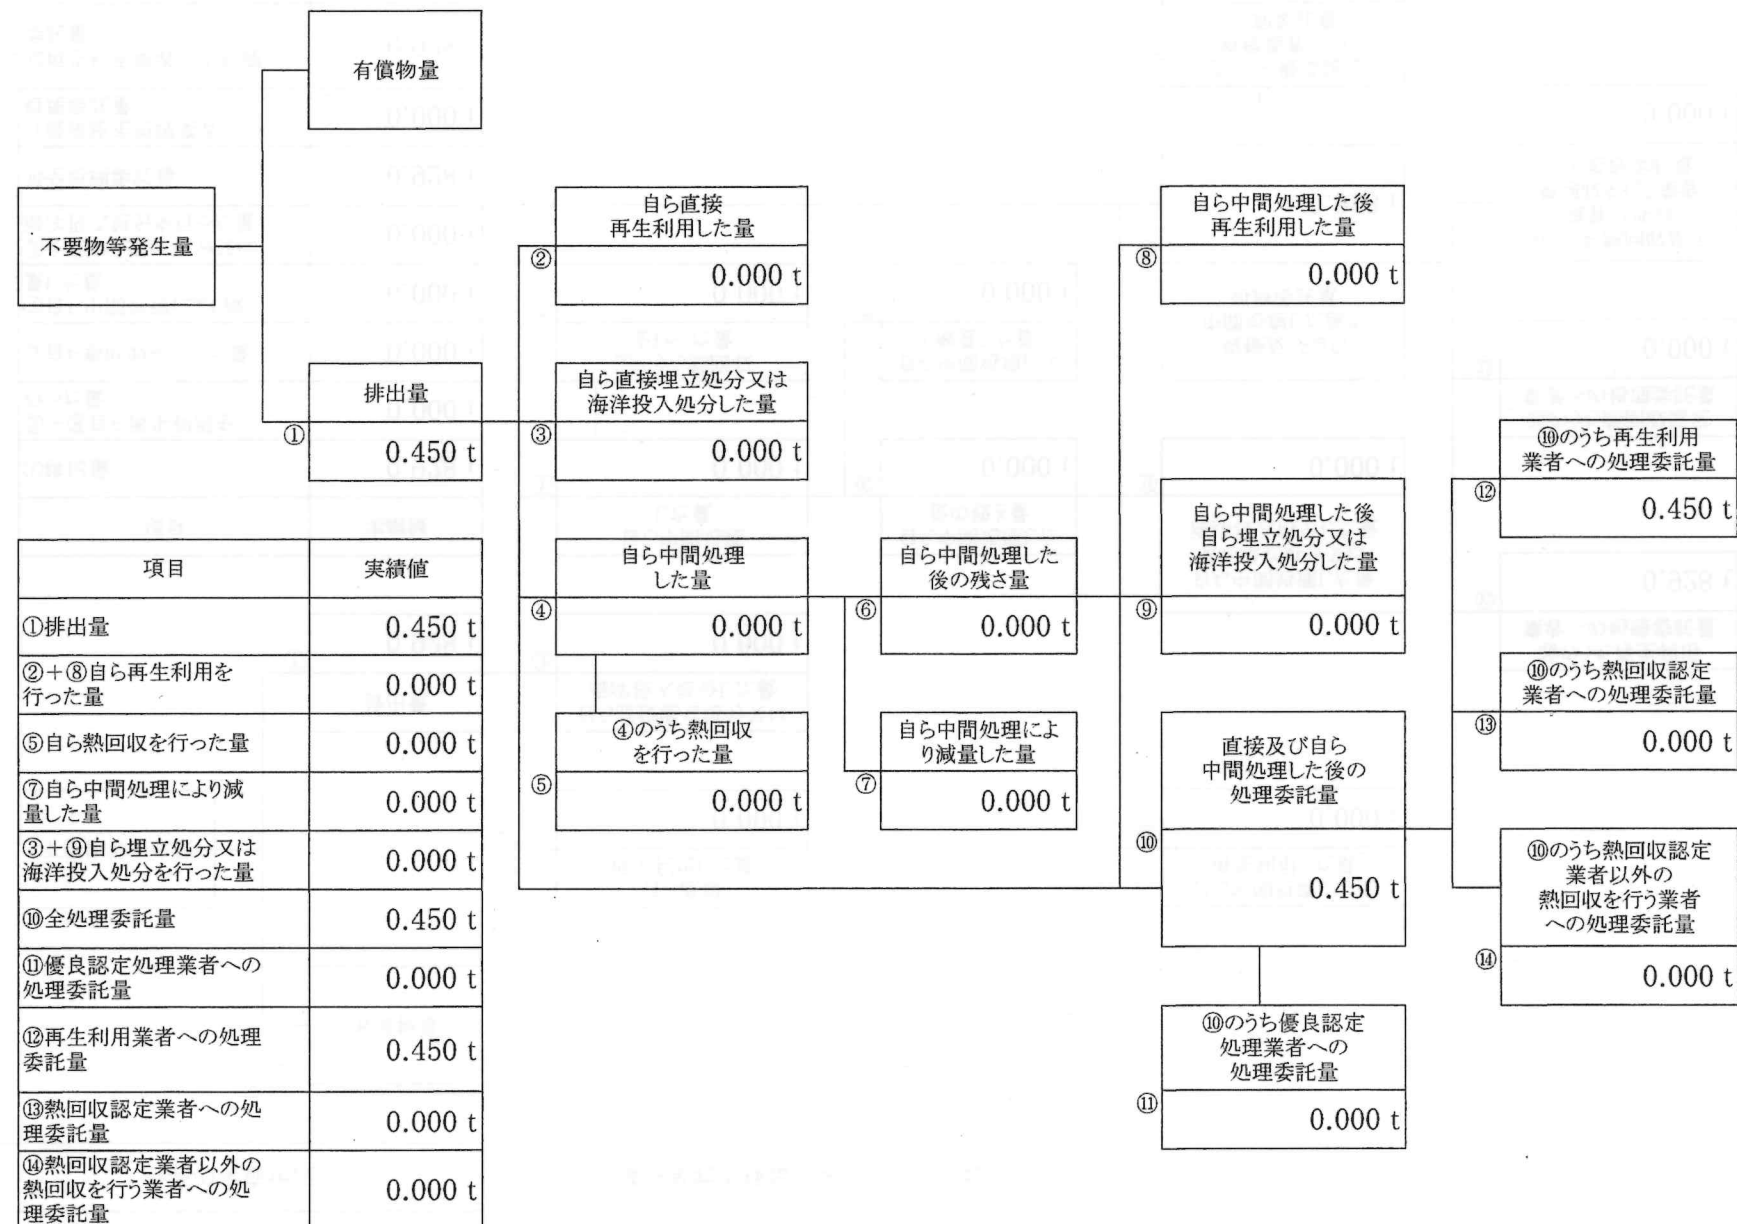 有償物量
不要物等発生量
排出量
①
0.450 t
自ら直接
再生利用した量
②
0.000 t
自ら直接埋立処分又は
海洋投入処分した量
③
0.000 t
自ら中間処理
した量
④
0.000 t
④のうち熱回収
を行った量
⑤
0.000 t
自ら中間処理した
後の残さ量
⑥
0.000 t
自ら中間処理によ
り減量した量
⑦
0.000 t
自ら中間処理した後
再生利用した量
⑧
0.000 t
自ら中間処理した後
自ら埋立処分又は
海洋投入処分した量
⑨
0.000 t
直接及び自ら
中間処理した後の
処理委託量
⑩
0.450 t
⑩のうち優良認定
処理業者への
処理委託量
⑪
0.000 t
⑩のうち再生利用
業者への処理委託量
⑫
0.450 t
⑩のうち熱回収認定
業者への処理委託量
⑬
0.000 t
⑩のうち熱回収認定
業者以外の
熱回収を行う業者
への処理委託量
⑭
0.000 t
項目 実績値
①排出量 0.450 t
②+⑧自ら再生利用を
行った量 0.000 t
⑤自ら熱回収を行った量 0.000 t
⑦自ら中間処理により減
量した量 0.000 t
③+⑨自ら埋立処分又は
海洋投入処分を行った量 0.000 t
⑩全処理委託量 0.450 t
⑪優良認定処理業者への
処理委託量 0.000 t
⑫再生利用業者への処理
委託量 0.450 t
⑬熱回収認定業者への処
理委託量 0.000 t
⑭熱回収認定業者以外の
熱回収を行う業者への処
理委託量 0.000 t